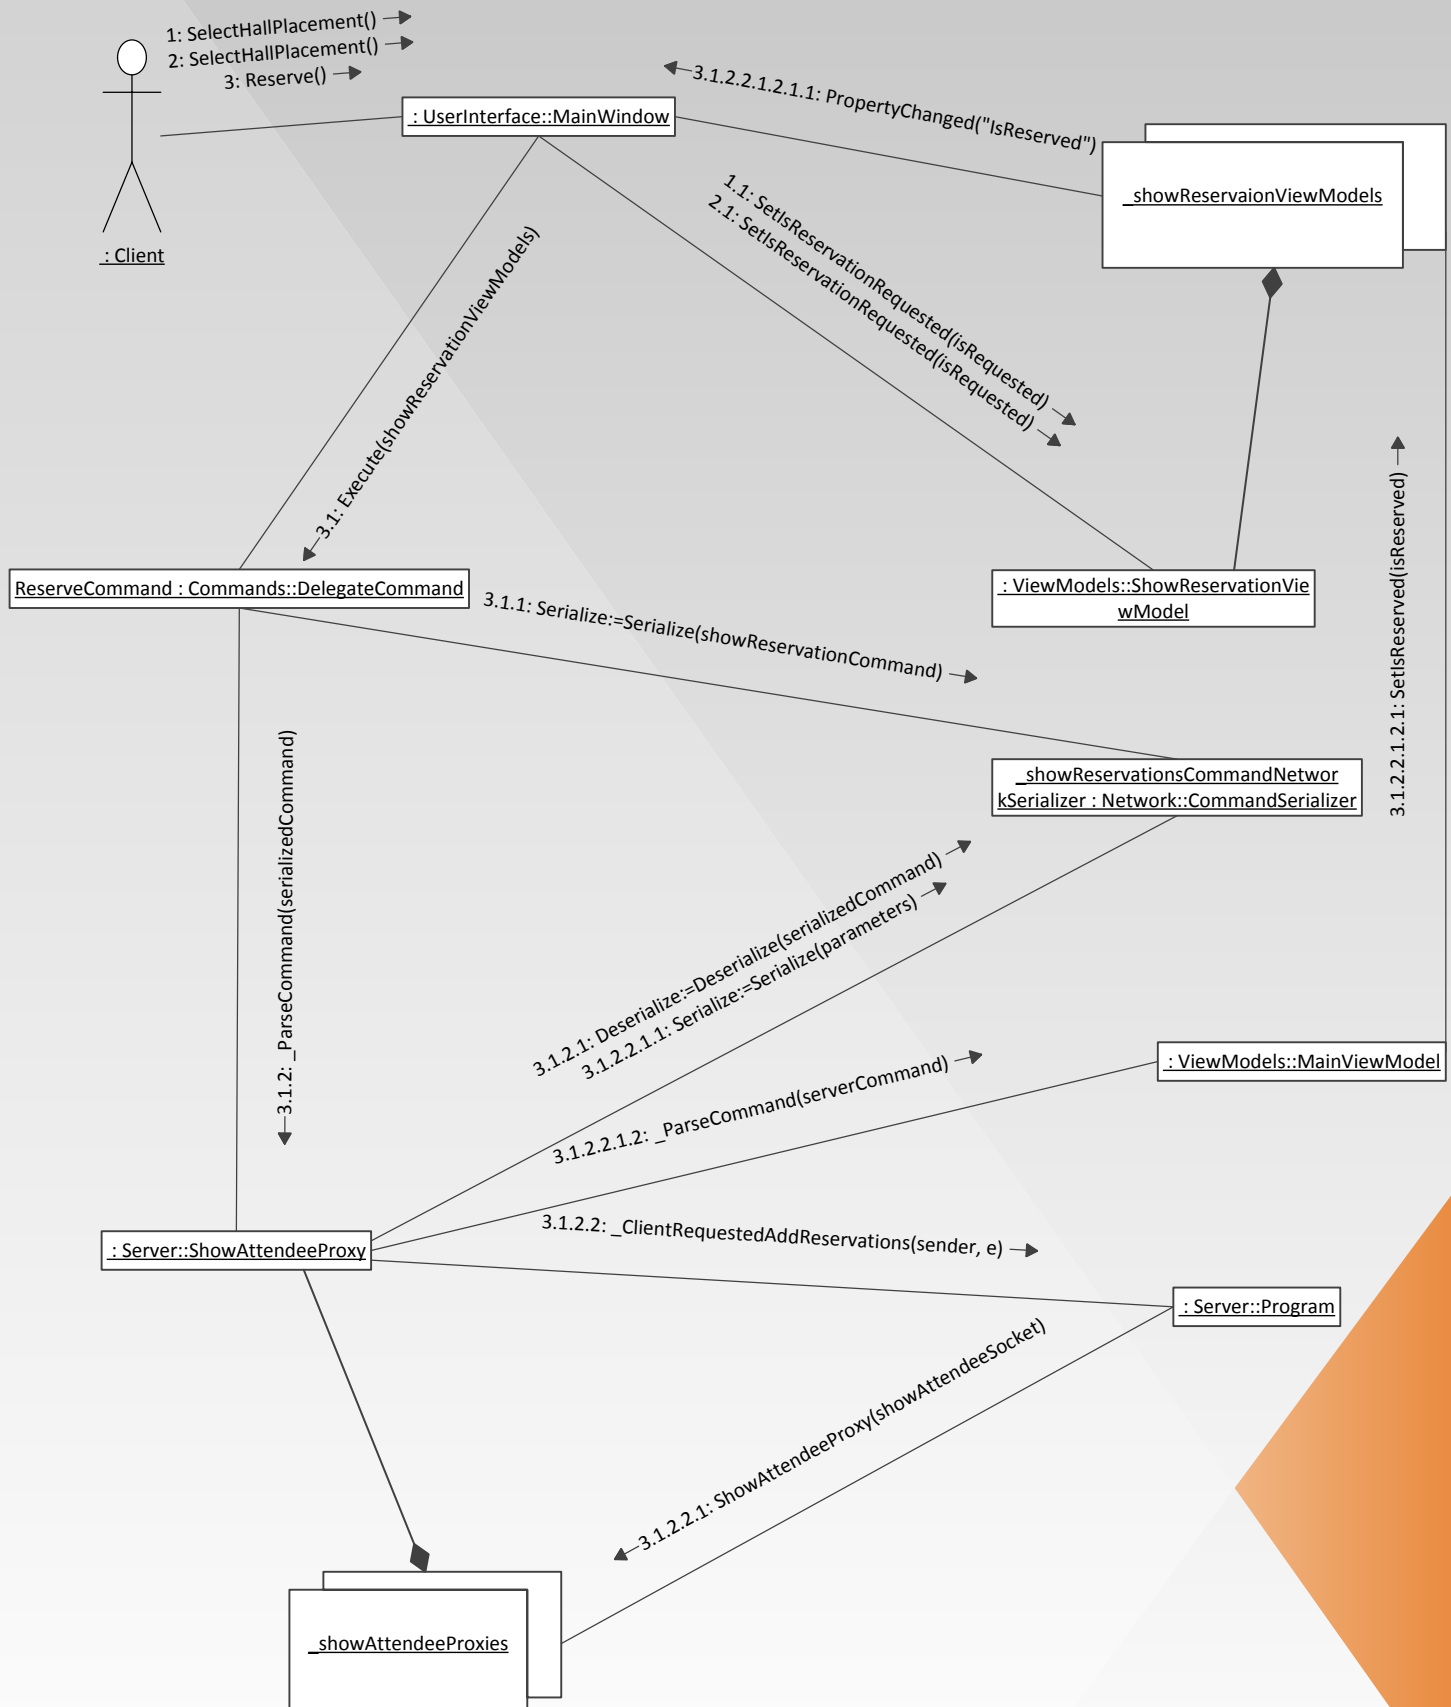 1: SelectHallPlacement()
2: SelectHallPlacement()
3: Reserve()
3.1.2.2.1.2.1.1: PropertyChanged("IsReserved")
: UserInterface::MainWindow
_showReservaionViewModels
: Client
1.1: SetIsReservationRequested(isRequested)
2.1: SetIsReservationRequested(isRequested)
3.1: Execute(showReservationViewModels)
3.1.2.2.1.2.1: SetIsReserved(isReserved)
ReserveCommand : Commands::DelegateCommand
: ViewModels::ShowReservationVie
wModel
3.1.1: Serialize:=Serialize(showReservationCommand)
3.1.2: _ParseCommand(serializedCommand)
_showReservationsCommandNetwor
kSerializer : Network::CommandSerializer
3.1.2.1: Deserialize:=Deserialize(serializedCommand)
3.1.2.2.1.1: Serialize:=Serialize(parameters)
: ViewModels::MainViewModel
3.1.2.2.1.2: _ParseCommand(serverCommand)
3.1.2.2: _ClientRequestedAddReservations(sender, e)
: Server::ShowAttendeeProxy
: Server::Program
3.1.2.2.1: ShowAttendeeProxy(showAttendeeSocket)
_showAttendeeProxies